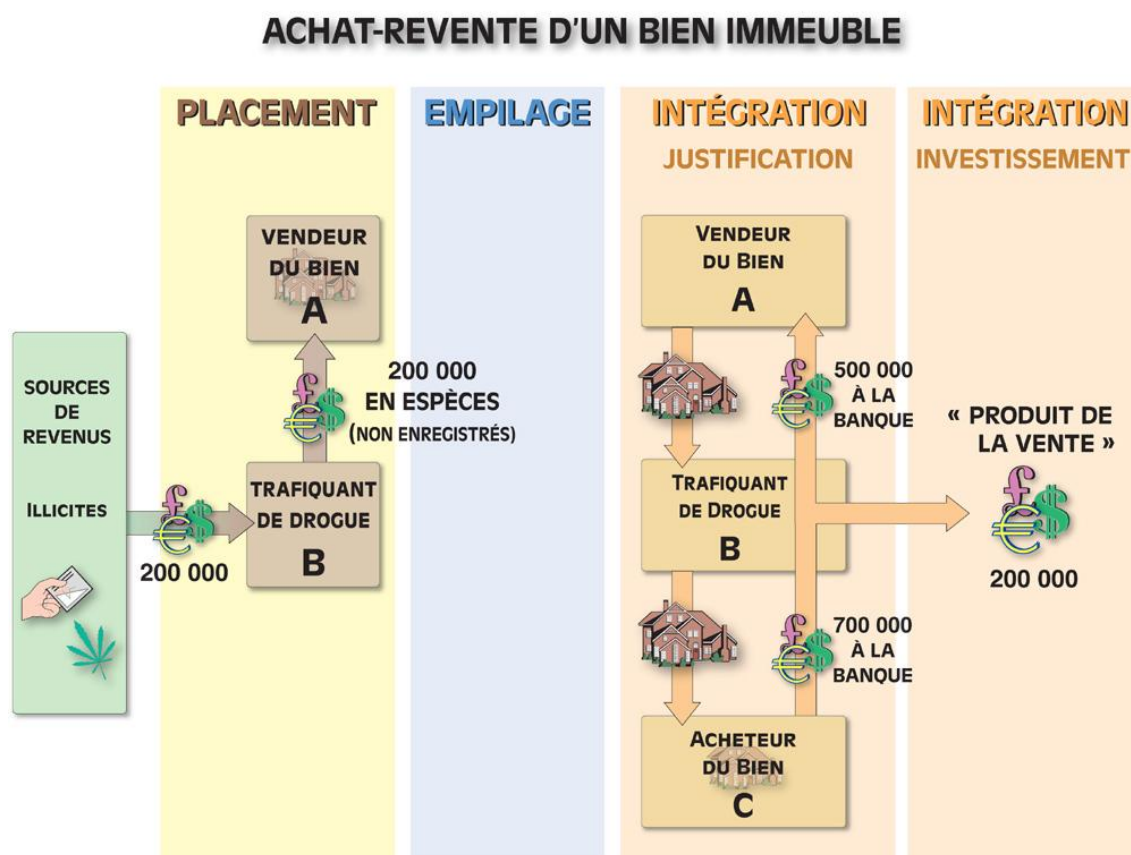 ACHAT-REVENTE D'UN BIEN IMMEUBLE
PLACEMENT
EMPILAGE
INTÉGRATION
JUSTIFICATION
INTÉGRATION
INVESTISSEMENT
SOURCES
DE
REVENUS
ILLICITES
200 000
VENDEUR
DU BIEN
A
200 000
EN ESPÈCES
(NON ENREGISTRÉS)
TRAFIQUANT
DE DROGUE
B
VENDEUR
DU BIEN
A
500 000
À LA
BANQUE
TRAFIQUANT
DE DROGUE
B
700 000
À LA
BANQUE
ACHETEUR
DU BIEN
C
« PRODUIT DE
LA VENTE »
200 000